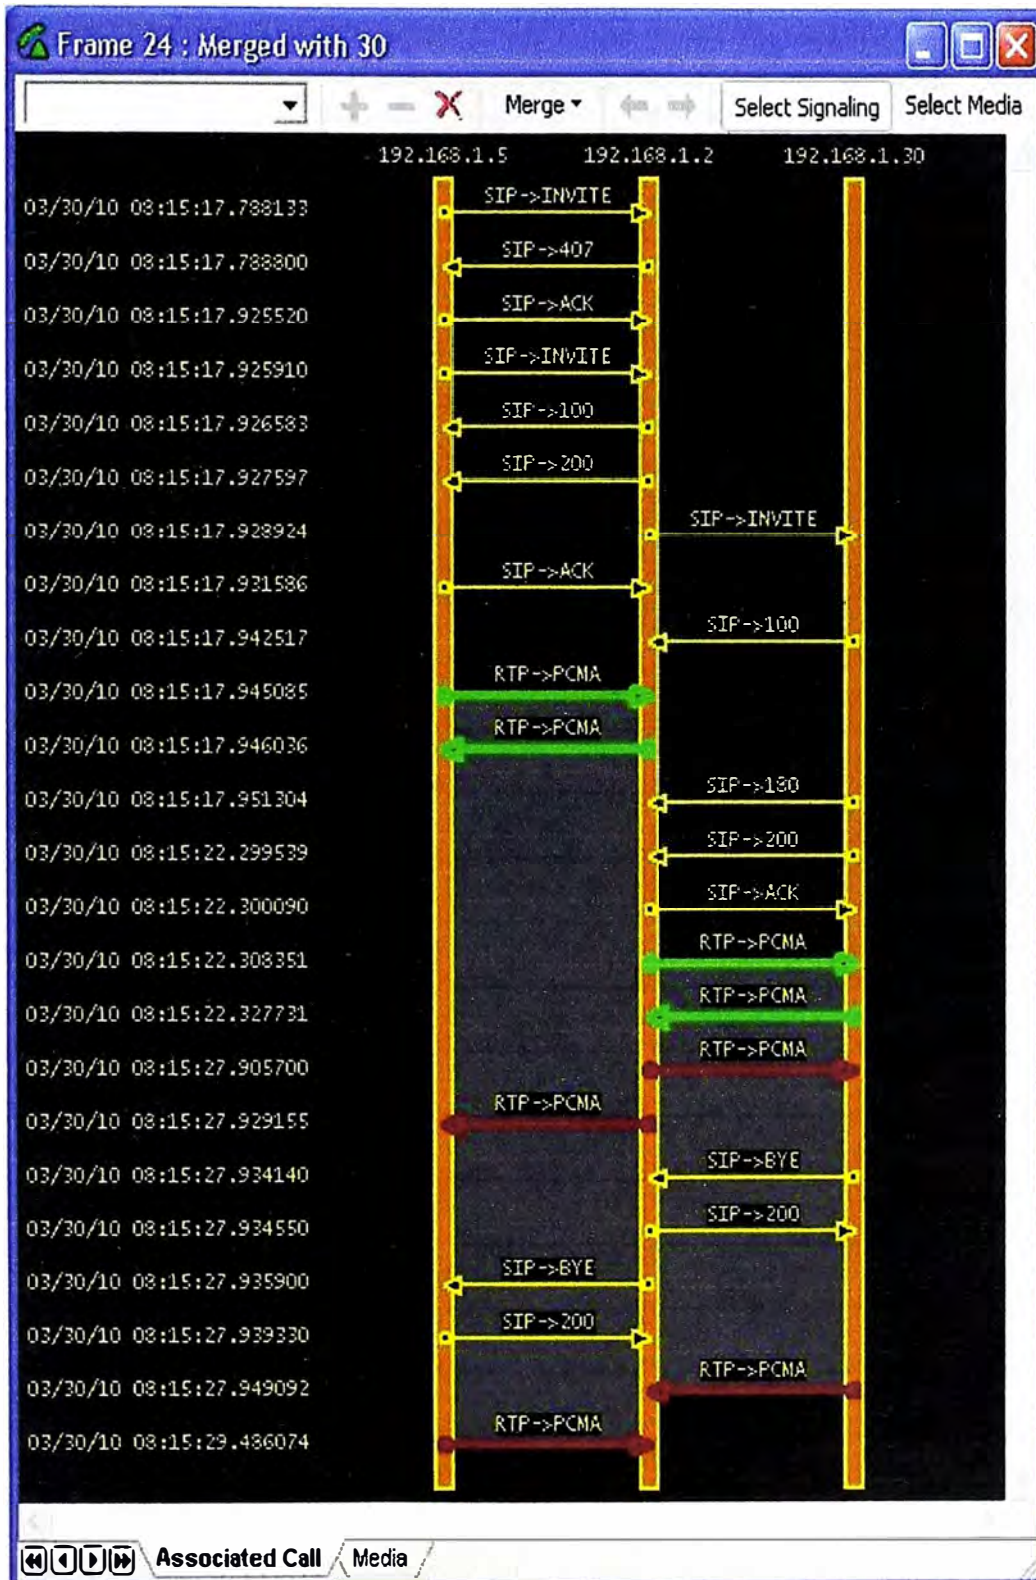 Frame 24 : Merged with 30
Merge Select Signaling Select Media
192.168.1.5 192.168.1.2 192.168.1.30
03/30/10 08:15:17.788133 SIP->INVITE
03/30/10 08:15:17.788800 SIP->407
03/30/10 08:15:17.925520 SIP->ACK
03/30/10 08:15:17.925910 SIP->INVITE
03/30/10 08:15:17.926583 SIP->100
03/30/10 08:15:17.927597 SIP->200
03/30/10 08:15:17.928924 SIP->INVITE
03/30/10 08:15:17.931586 SIP->ACK
03/30/10 08:15:17.942517 SIP->100
03/30/10 08:15:17.945085 RTP->PCMA
03/30/10 08:15:17.946036 RTP->PCMA
03/30/10 08:15:17.951304 SIP->180
03/30/10 08:15:22.299539 SIP->200
03/30/10 08:15:22.300090 SIP->ACK
03/30/10 08:15:22.308351 RTP->PCMA
03/30/10 08:15:22.327731 RTP->PCMA
03/30/10 08:15:27.905700 RTP->PCMA
03/30/10 08:15:27.929155 RTP->PCMA
03/30/10 08:15:27.934140 SIP->BYE
03/30/10 08:15:27.934550 SIP->200
03/30/10 08:15:27.935900 SIP->BYE
03/30/10 08:15:27.939330 SIP->200
03/30/10 08:15:27.949092 RTP->PCMA
03/30/10 08:15:29.486074 RTP->PCMA
Associated Call Media